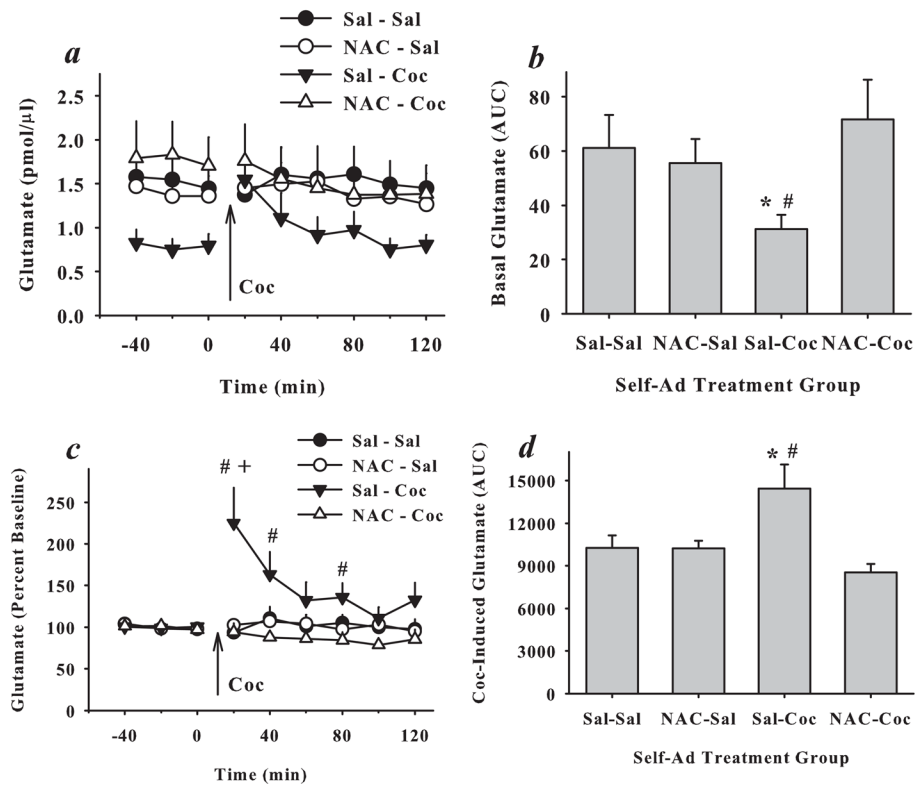 a
Sal - Sal
NAC - Sal
Sal - Coc
NAC - Coc
Glutamate (pmol/µl)
2.5
2.0
1.5
1.0
0.5
0.0
Coc
-40 0 40 80 120
Time (min)
b
Basal Glutamate (AUC)
80
60
40
20
0
* #
Sal-Sal NAC-Sal Sal-Coc NAC-Coc
Self-Ad Treatment Group
c
Sal - Sal
NAC - Sal
Sal - Coc
NAC - Coc
Glutamate (Percent Baseline)
250
200
150
100
50
0
# +
#
#
Coc
-40 0 40 80 120
Time (min)
d
Coc-Induced Glutamate (AUC)
15000
12000
9000
6000
3000
0
* #
Sal-Sal NAC-Sal Sal-Coc NAC-Coc
Self-Ad Treatment Group